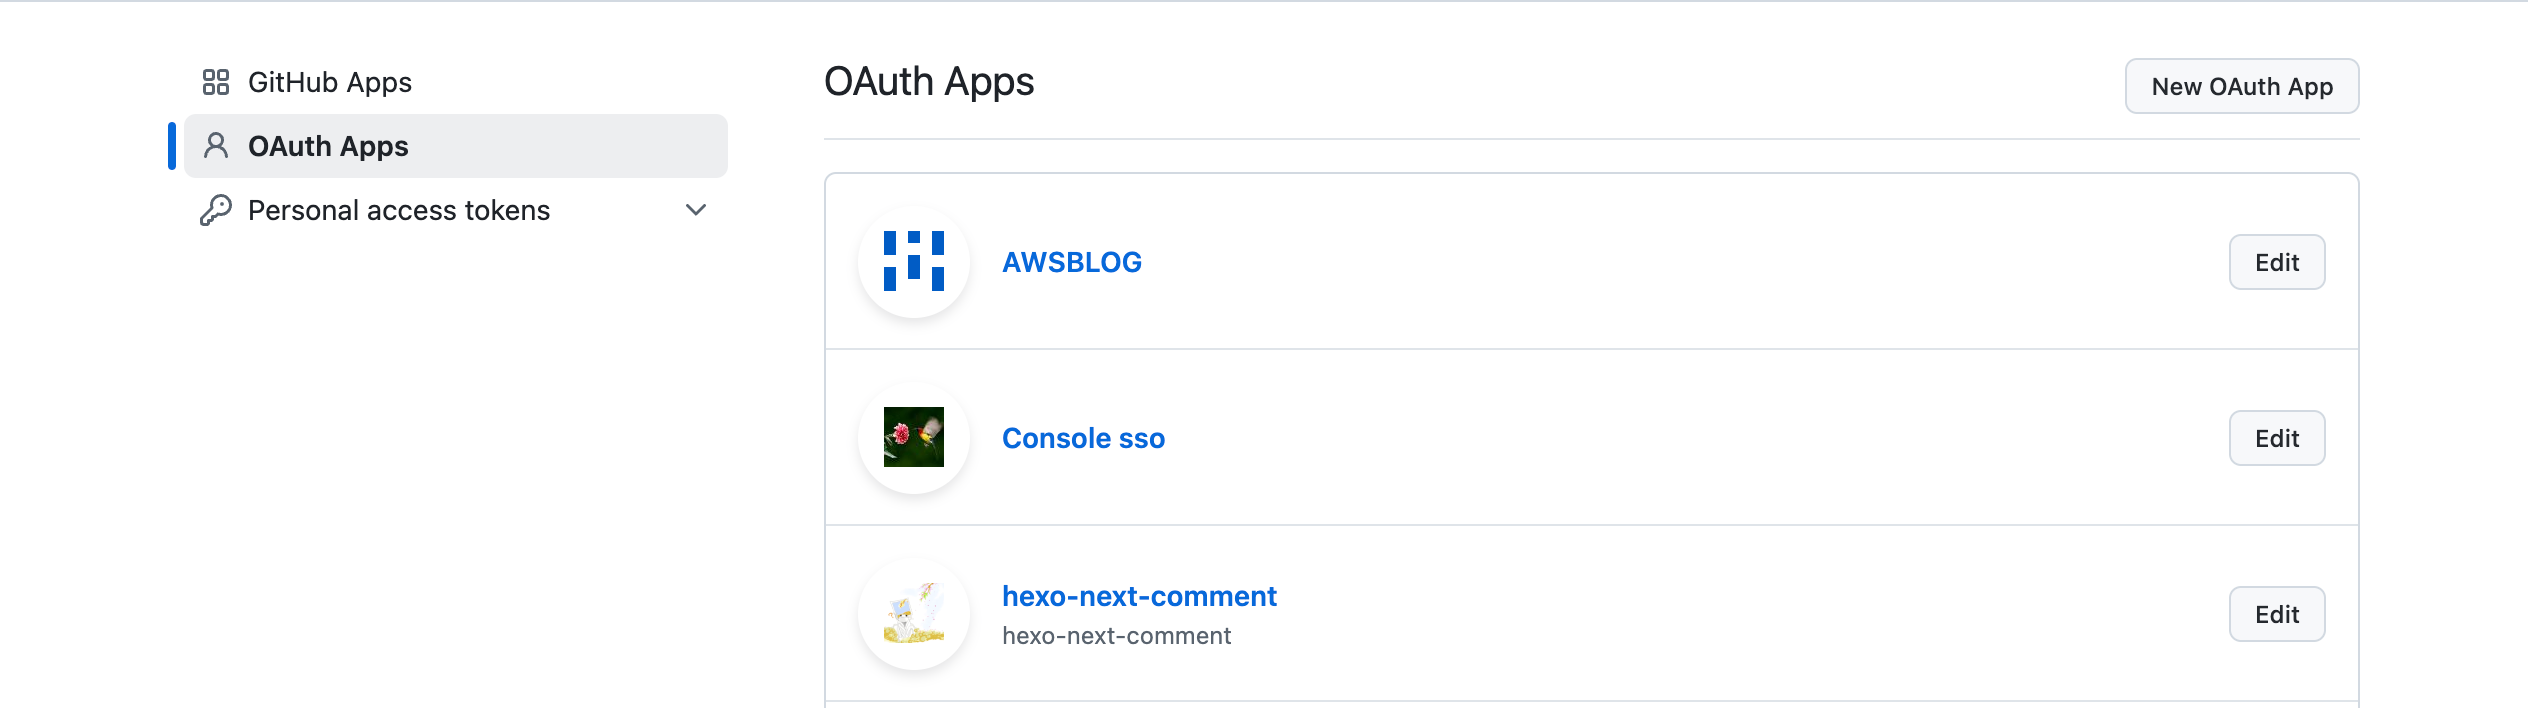 GitHub Apps
OAuth Apps
Personal access tokens
OAuth Apps
New OAuth App
AWSBLOG
Edit
Console sso
Edit
hexo-next-comment
hexo-next-comment
Edit